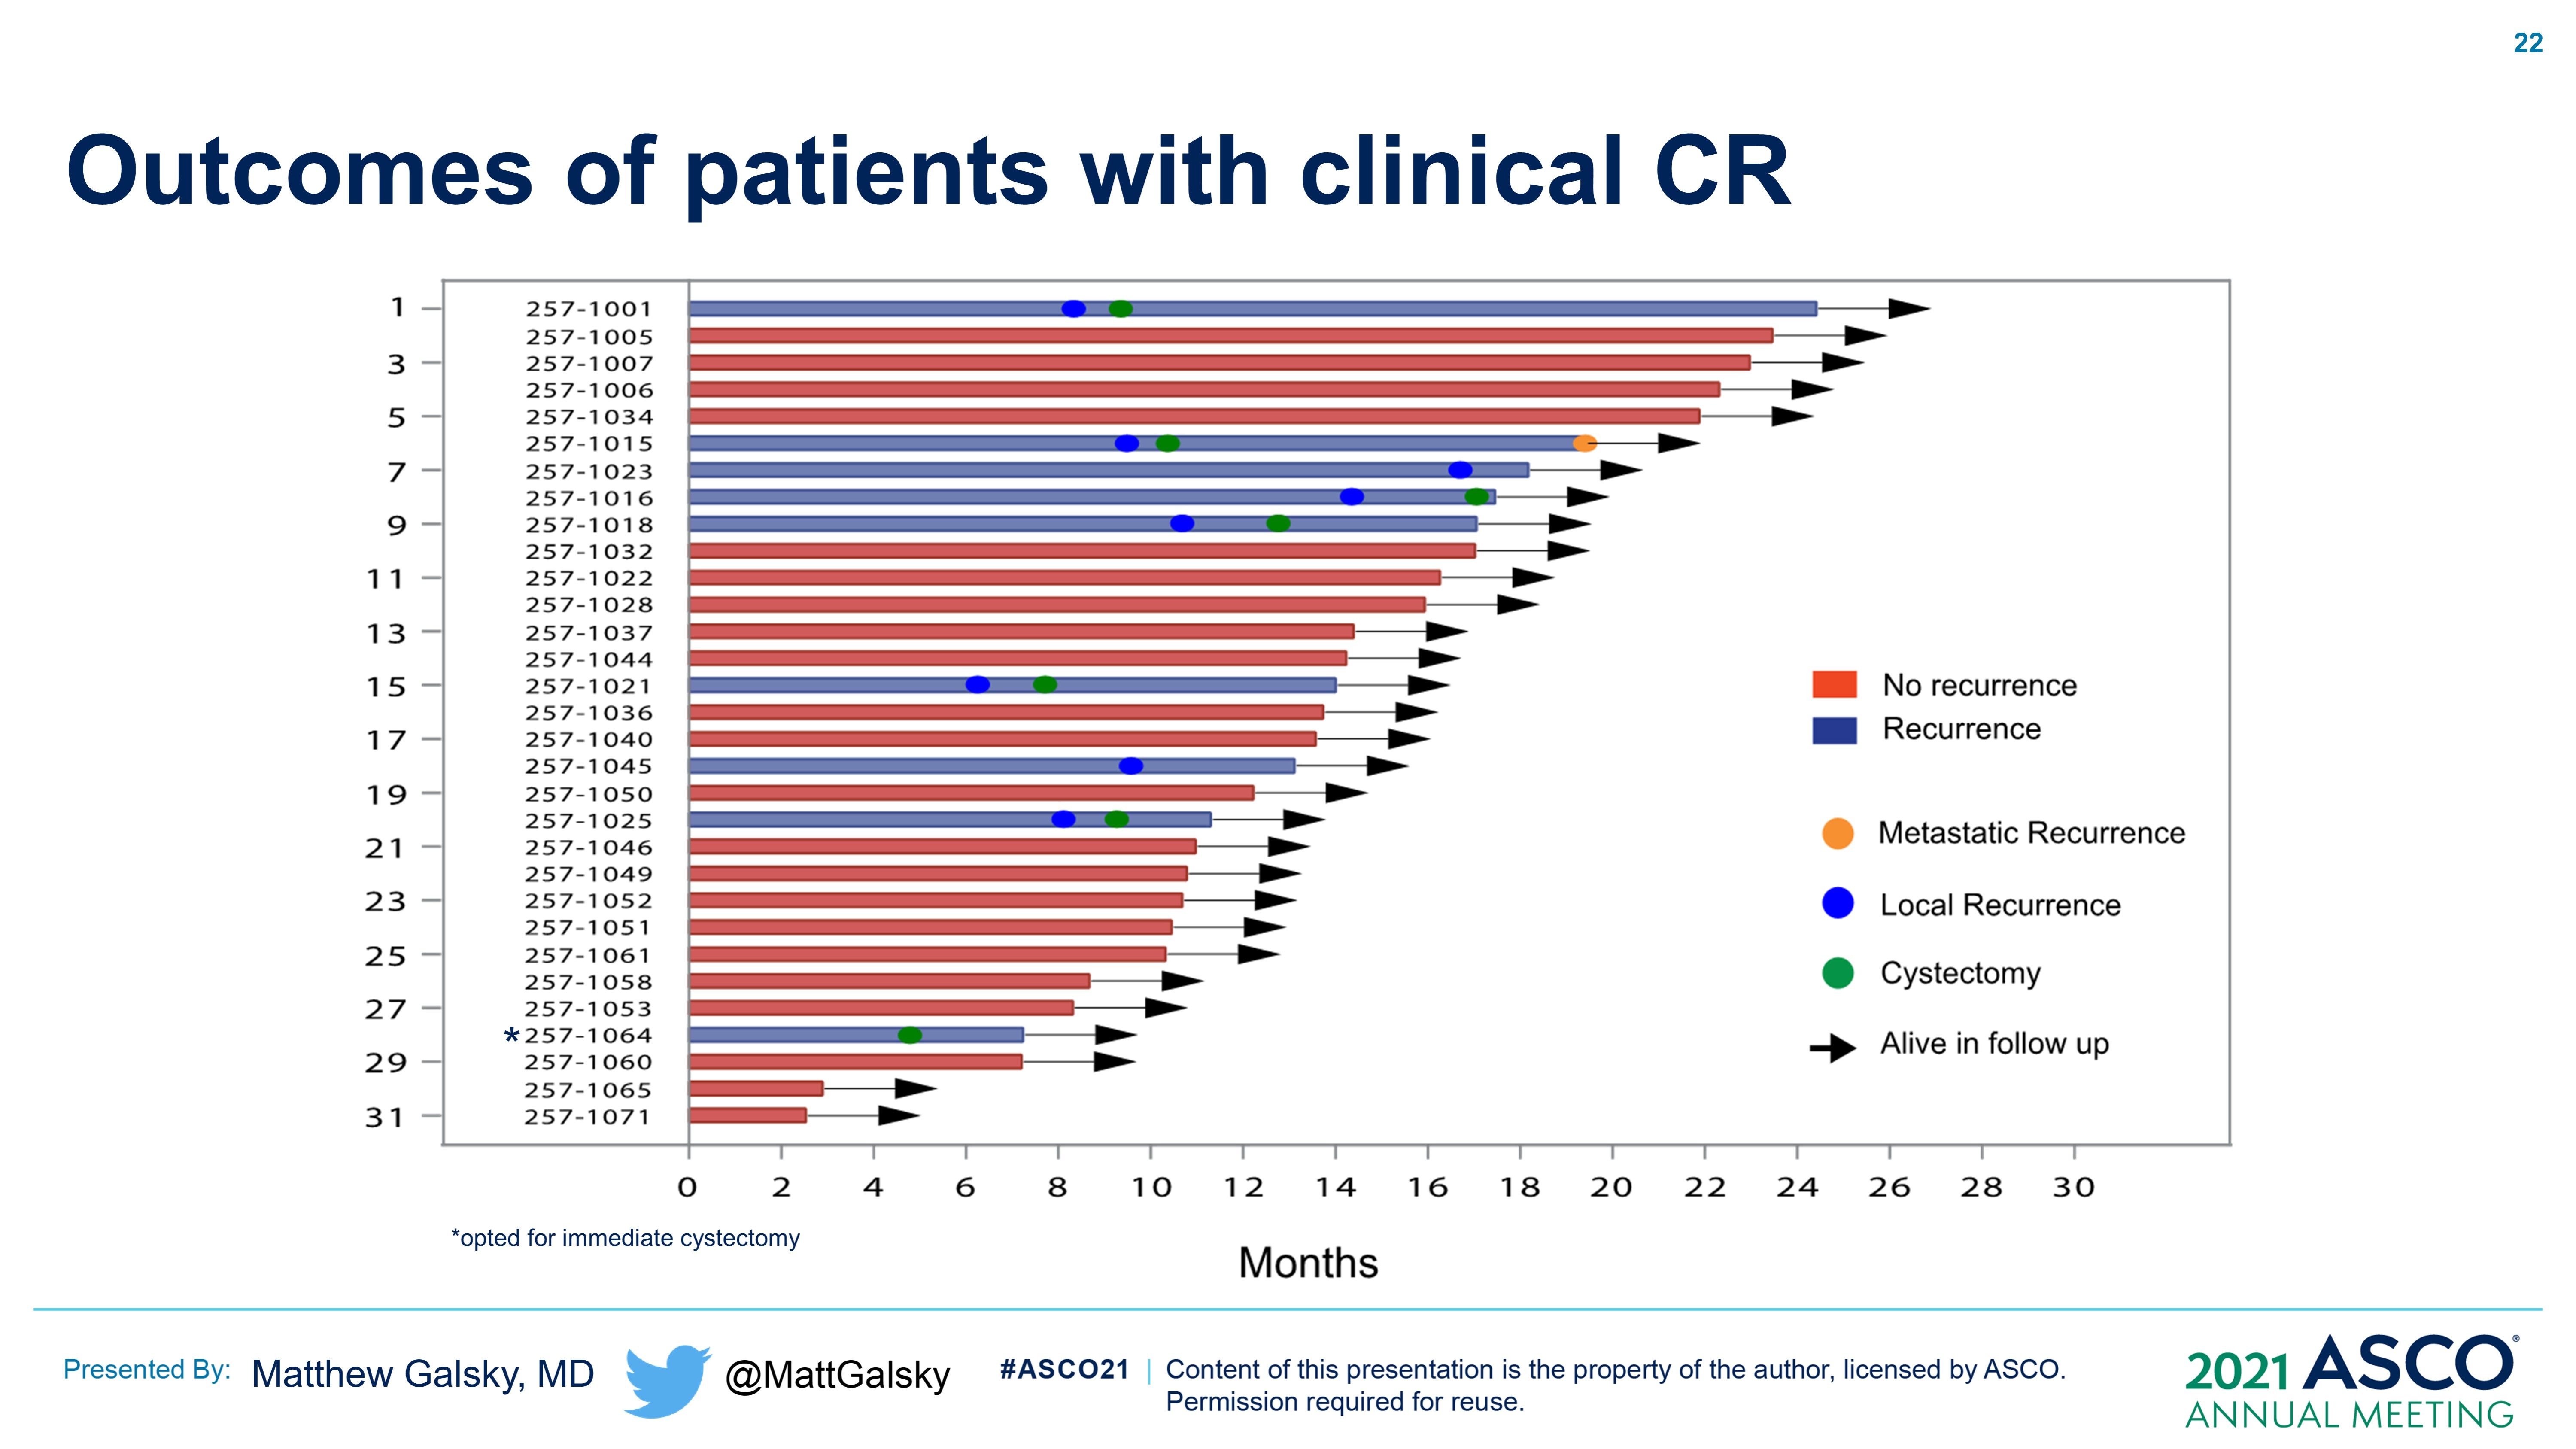 22
Outcomes of patients with clinical CR
1 257-1001
257-1005
3 257-1007
257-1006
5 257-1034
257-1015
7 257-1023
257-1016
9 257-1018
257-1032
11 257-1022
257-1028
13 257-1037
257-1044
15 257-1021
257-1036
17 257-1040
257-1045
19 257-1050
257-1025
21 257-1046
257-1049
23 257-1052
257-1051
25 257-1061
257-1058
27 257-1053
*257-1064
29 257-1060
257-1065
31 257-1071
No recurrence
Recurrence
Metastatic Recurrence
Local Recurrence
Cystectomy
Alive in follow up
0 2 4 6 8 10 12 14 16 18 20 22 24 26 28 30
*opted for immediate cystectomy
Months
Presented By: Matthew Galsky, MD @MattGalsky #ASCO21 | Content of this presentation is the property of the author, licensed by ASCO.
Permission required for reuse.
2021 ASCO®
ANNUAL MEETING